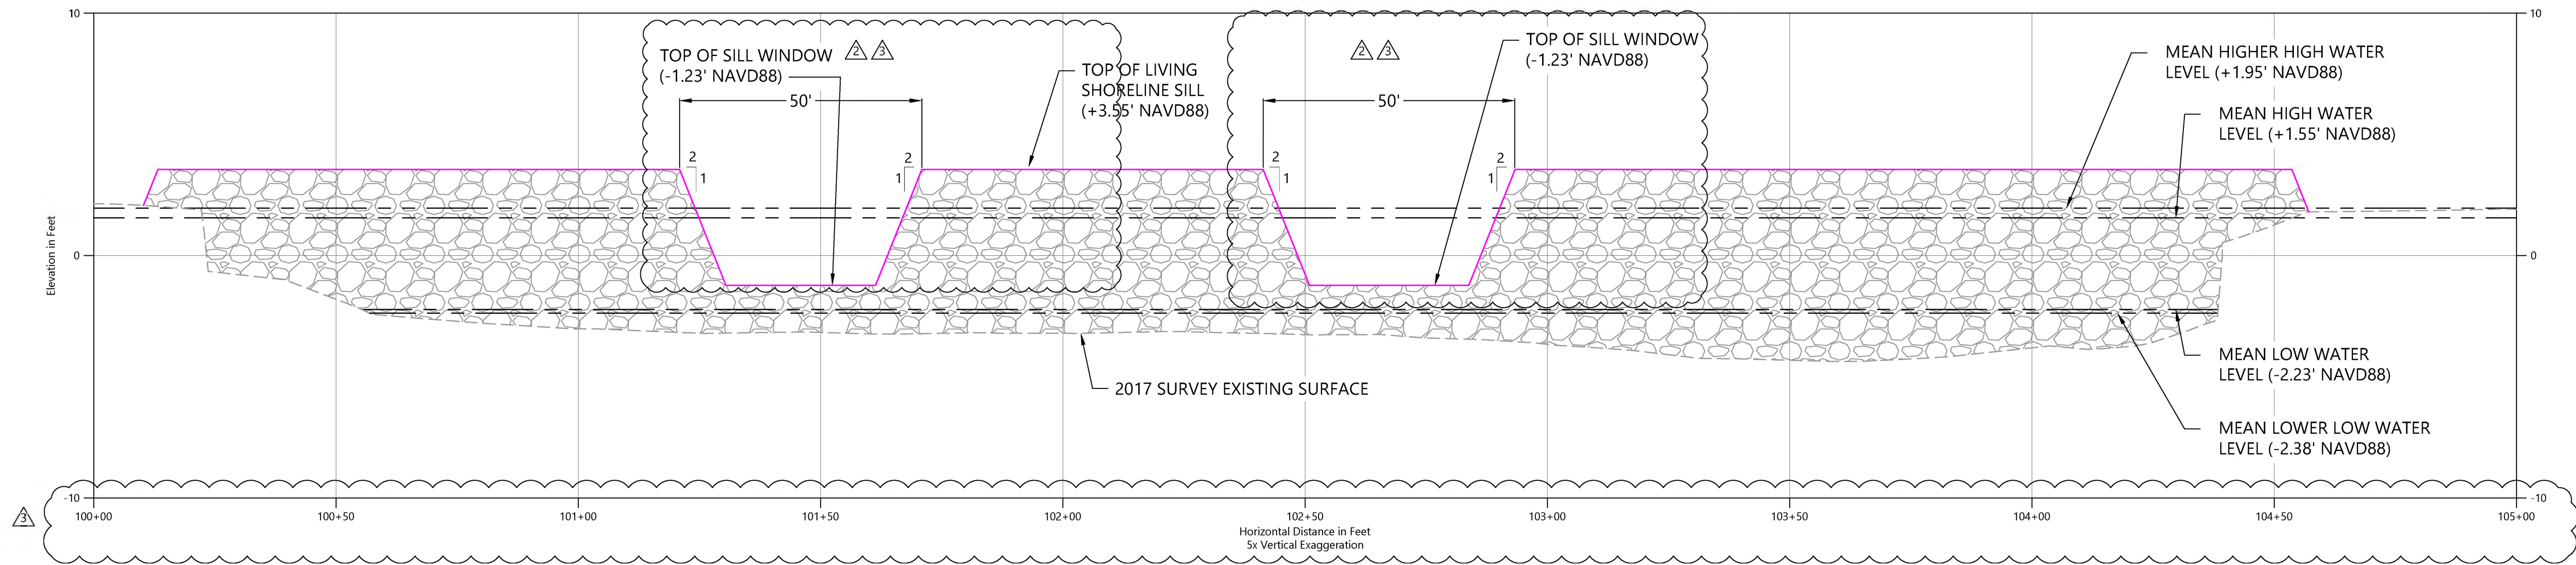 10
10
TOP OF SILL WINDOW
(-1.23' NAVD88)
2
3
TOP OF LIVING
SHORELINE SILL
(+3.55' NAVD88)
2
3
TOP OF SILL WINDOW
(-1.23' NAVD88)
MEAN HIGHER HIGH WATER
LEVEL (+1.95' NAVD88)
MEAN HIGH WATER
LEVEL (+1.55' NAVD88)
50'
50'
2
1
2
1
2
1
2
1
Elevation in Feet
0
0
MEAN LOW WATER
LEVEL (-2.23' NAVD88)
2017 SURVEY EXISTING SURFACE
MEAN LOWER LOW WATER
LEVEL (-2.38' NAVD88)
-10
-10
3
100+00
100+50
101+00
101+50
102+00
102+50
103+00
103+50
104+00
104+50
105+00
Horizontal Distance in Feet
5x Vertical Exaggeration